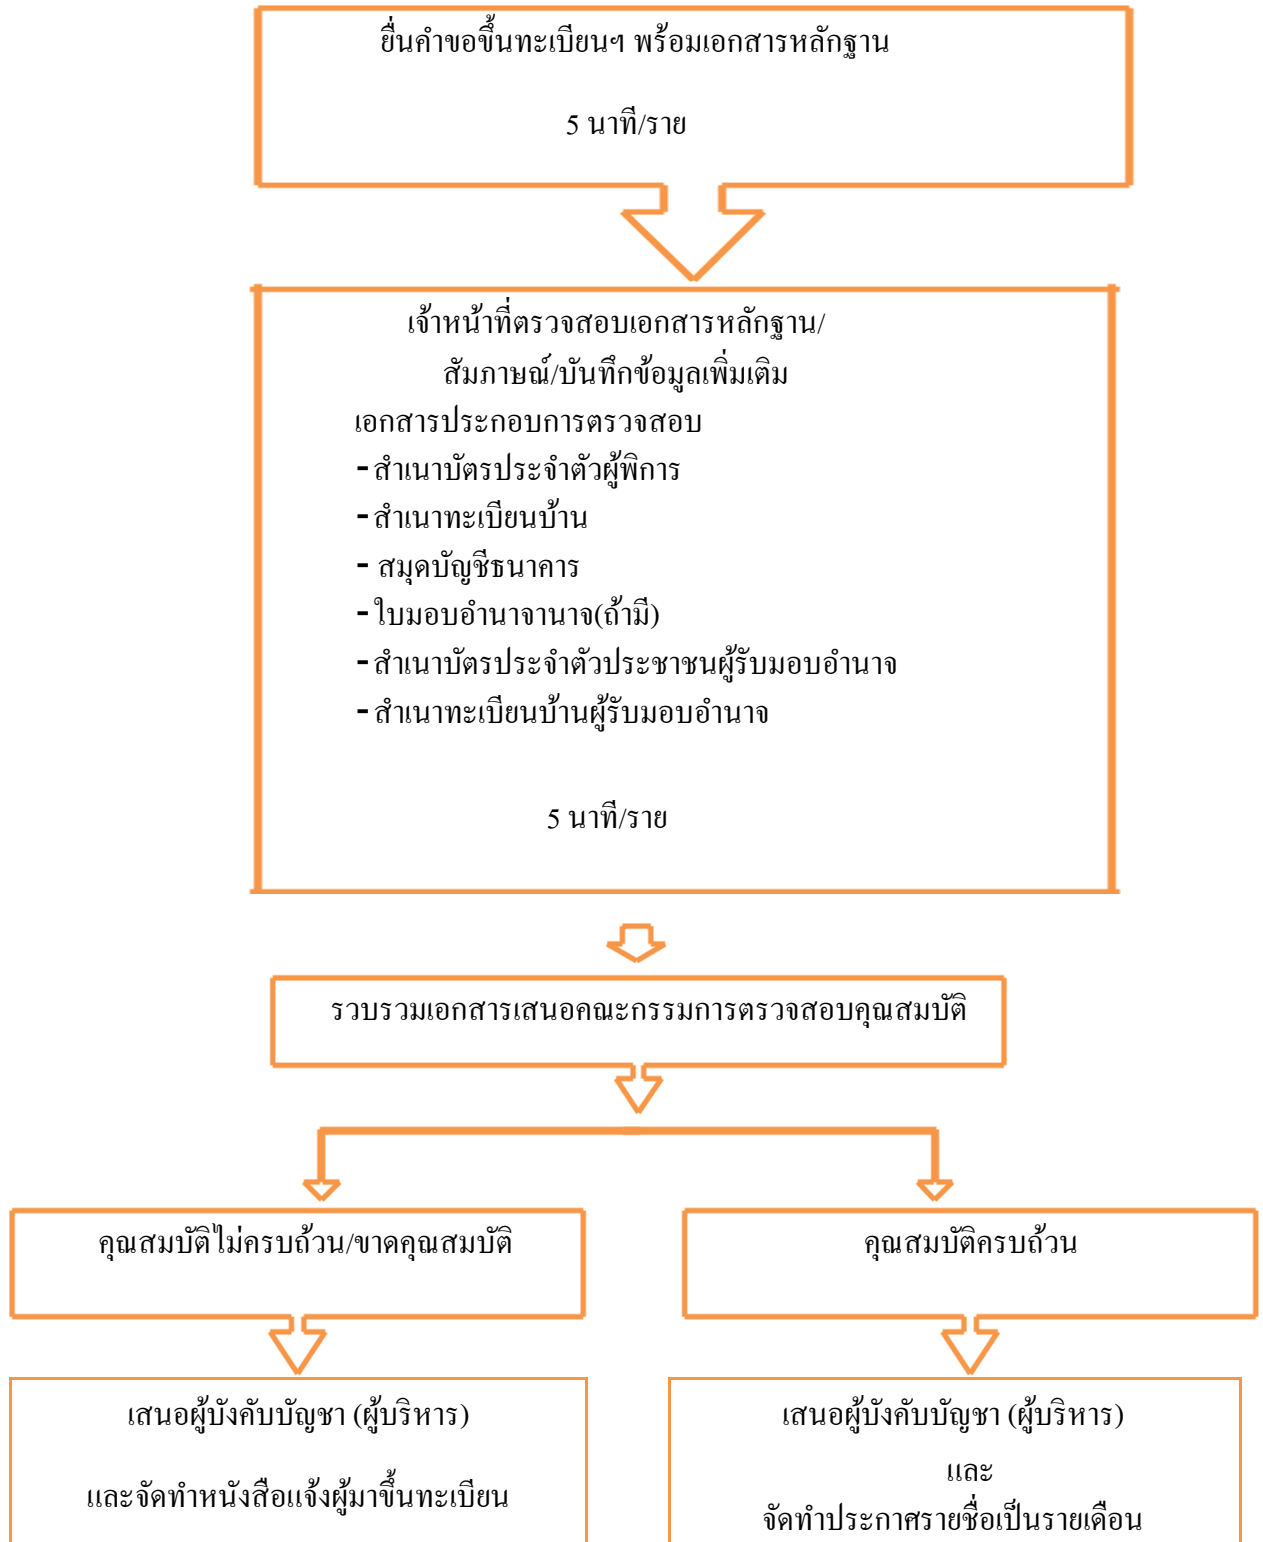 ยื่นคำขอขึ้นทะเบียนฯ พร้อมเอกสารหลักฐาน
5 นาที/ราย
เจ้าหน้าที่ตรวจสอบเอกสารหลักฐาน/
สัมภาษณ์/บันทึกข้อมูลเพิ่มเติม
เอกสารประกอบการตรวจสอบ
-สำเนาบัตรประจำตัวผู้พิการ
-สำเนาทะเบียนบ้าน
- สมุดบัญชีธนาคาร
-ใบมอบอำนาจานาจ(ถ้ามี)
-สำเนาบัตรประจำตัวประชาชนผู้รับมอบอำนาจ
-สำเนาทะเบียนบ้านผู้รับมอบอำนาจ
5 นาที/ราย
รวบรวมเอกสารเสนอคณะกรรมการตรวจสอบคุณสมบัติ
คุณสมบัติไม่ครบถ้วน/ขาดคุณสมบัติ
คุณสมบัติครบถ้วน
เสนอผู้บังคับบัญชา (ผู้บริหาร)
และจัดทำหนังสือแจ้งผู้มาขึ้นทะเบียน
เสนอผู้บังคับบัญชา (ผู้บริหาร)
และ
จัดทำประกาศรายชื่อเป็นรายเดือน